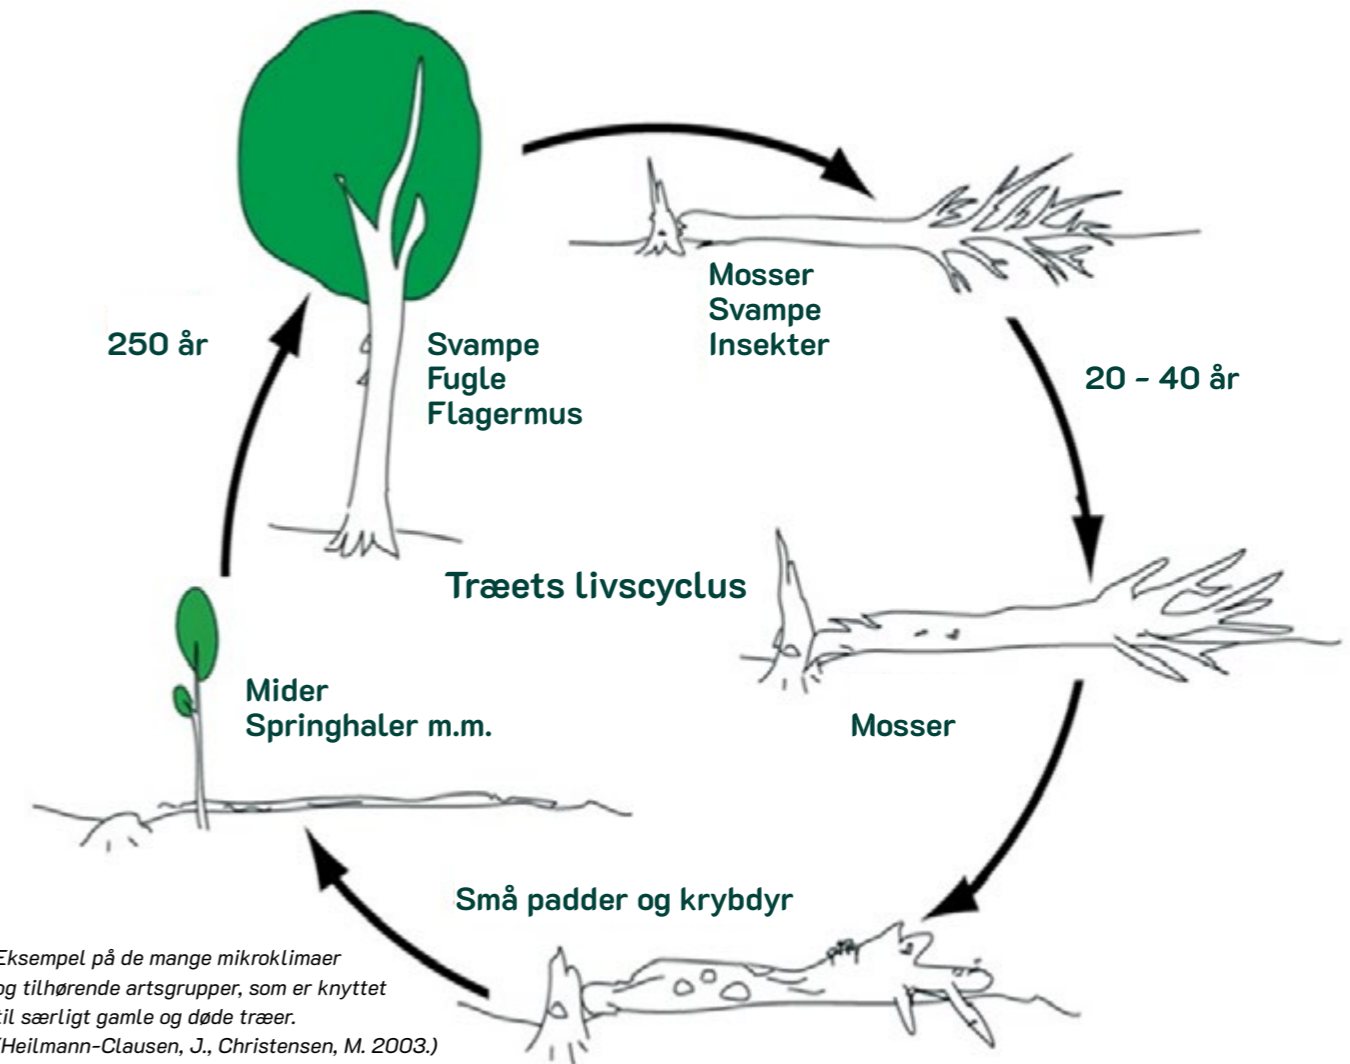 250 år
Svampe
Fugle
Flagermus
Mosser
Svampe
Insekter
20 - 40 år
Træets livscyclus
Mosser
Mider
Springhaler m.m.
Små padder og krybdyr
Eksempel på de mange mikroklimaer
og tilhørende artsgrupper, som er knyttet
til særligt gamle og døde træer.
(Heilmann-Clausen, J., Christensen, M. 2003.)